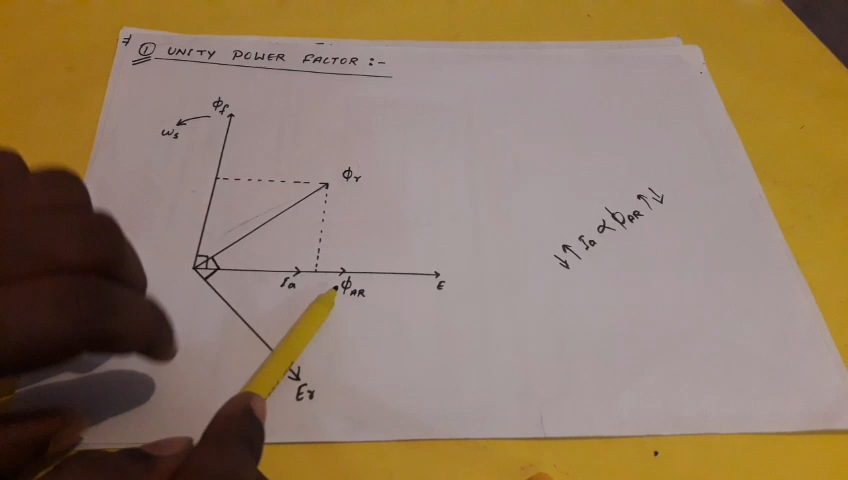 ① UNITY POWER FACTOR :-
ϕf
ωs
ϕr
↓↑ Ia ∝ ϕAR ↑↓
Ia
ϕAR
E
Er